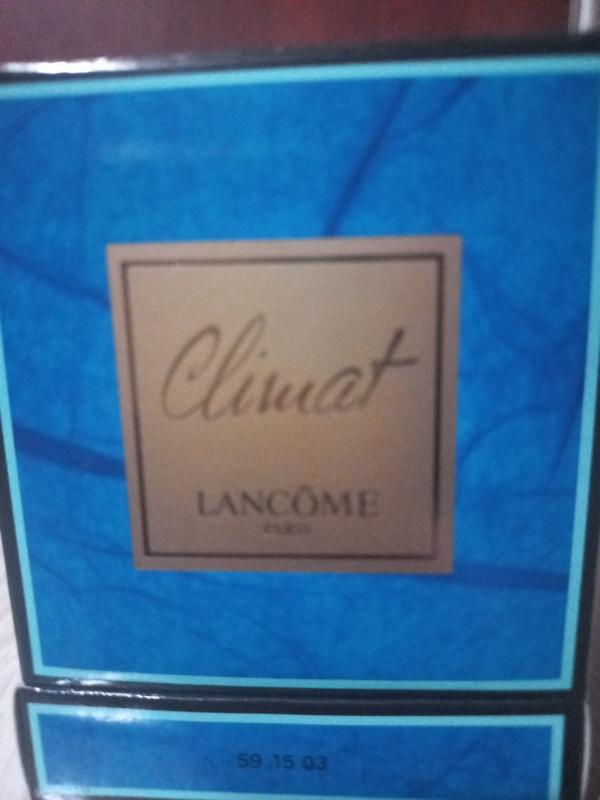 Climat
LANCÔME
PARIS
59 15 03